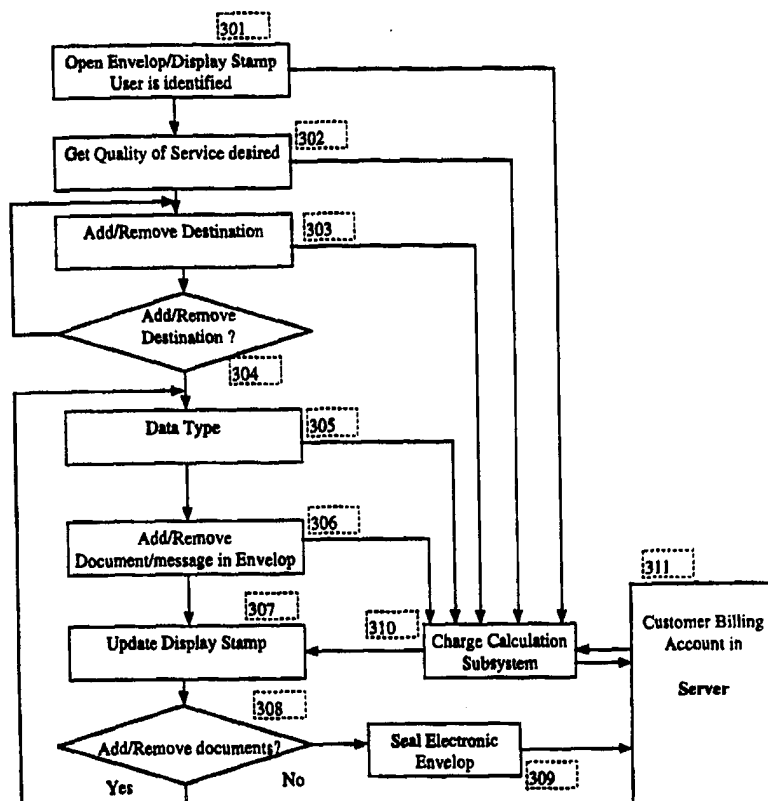 301
Open Envelop/Display Stamp
User is identified
302
Get Quality of Service desired
303
Add/Remove Destination
Add/Remove
Destination ?
304
Data Type
305
306
Add/Remove
Document/message in Envelop
307
Update Display Stamp
310
Charge Calculation
Subsystem
311
Customer Billing
Account in
Server
308
Add/Remove documents?
Yes
No
Seal Electronic
Envelop
309